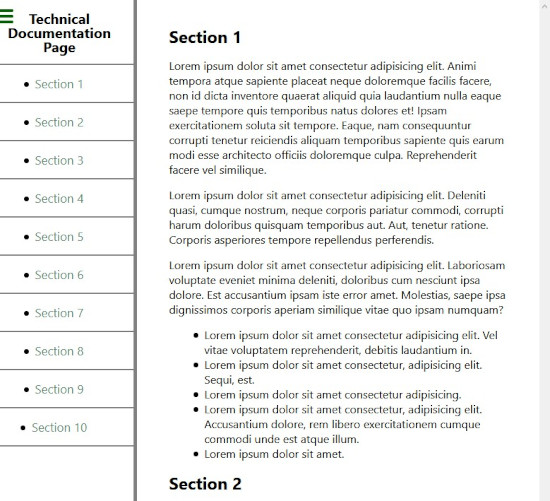 Technical
Documentation
Page
Section 1
Section 2
Section 3
Section 4
Section 5
Section 6
Section 7
Section 8
Section 9
Section 10
Section 1
Lorem ipsum dolor sit amet consectetur adipisicing elit. Animi
tempora atque sapiente placeat neque doloremque facilis facere,
non id dicta inventore quaerat aliquid quia laudantium nulla eaque
saepe tempore quis temporibus natus dolores et! Ipsam
exercitationem soluta sit tempore. Eaque, nam consequuntur
corrupti tenetur reiciendis aliquam temporibus sapiente quis earum
modi esse architecto officiis doloremque culpa. Reprehenderit
facere vel similique.
Lorem ipsum dolor sit amet consectetur adipisicing elit. Deleniti
quasi, cumque nostrum, neque corporis pariatur commodi, corrupti
harum doloribus quisquam temporibus aut. Aut, tenetur ratione.
Corporis asperiores tempore repellendus perferendis.
Lorem ipsum dolor sit amet consectetur adipisicing elit. Laboriosam
voluptate eveniet minima deleniti, doloribus cum nesciunt ipsa
dolore. Est accusantium ipsam iste error amet. Molestias, saepe ipsa
dignissimos corporis aperiam similique vitae quo ipsam numquam?
Lorem ipsum dolor sit amet consectetur adipisicing elit. Vel
vitae voluptatem reprehenderit, debitis laudantium in.
Lorem ipsum dolor sit amet consectetur, adipisicing elit.
Sequi, est.
Lorem ipsum dolor sit amet consectetur adipisicing.
Lorem ipsum dolor sit amet consectetur, adipisicing elit.
Accusantium dolore, rem libero exercitationem cumque
commodi unde est atque illum.
Lorem ipsum dolor sit amet.
Section 2